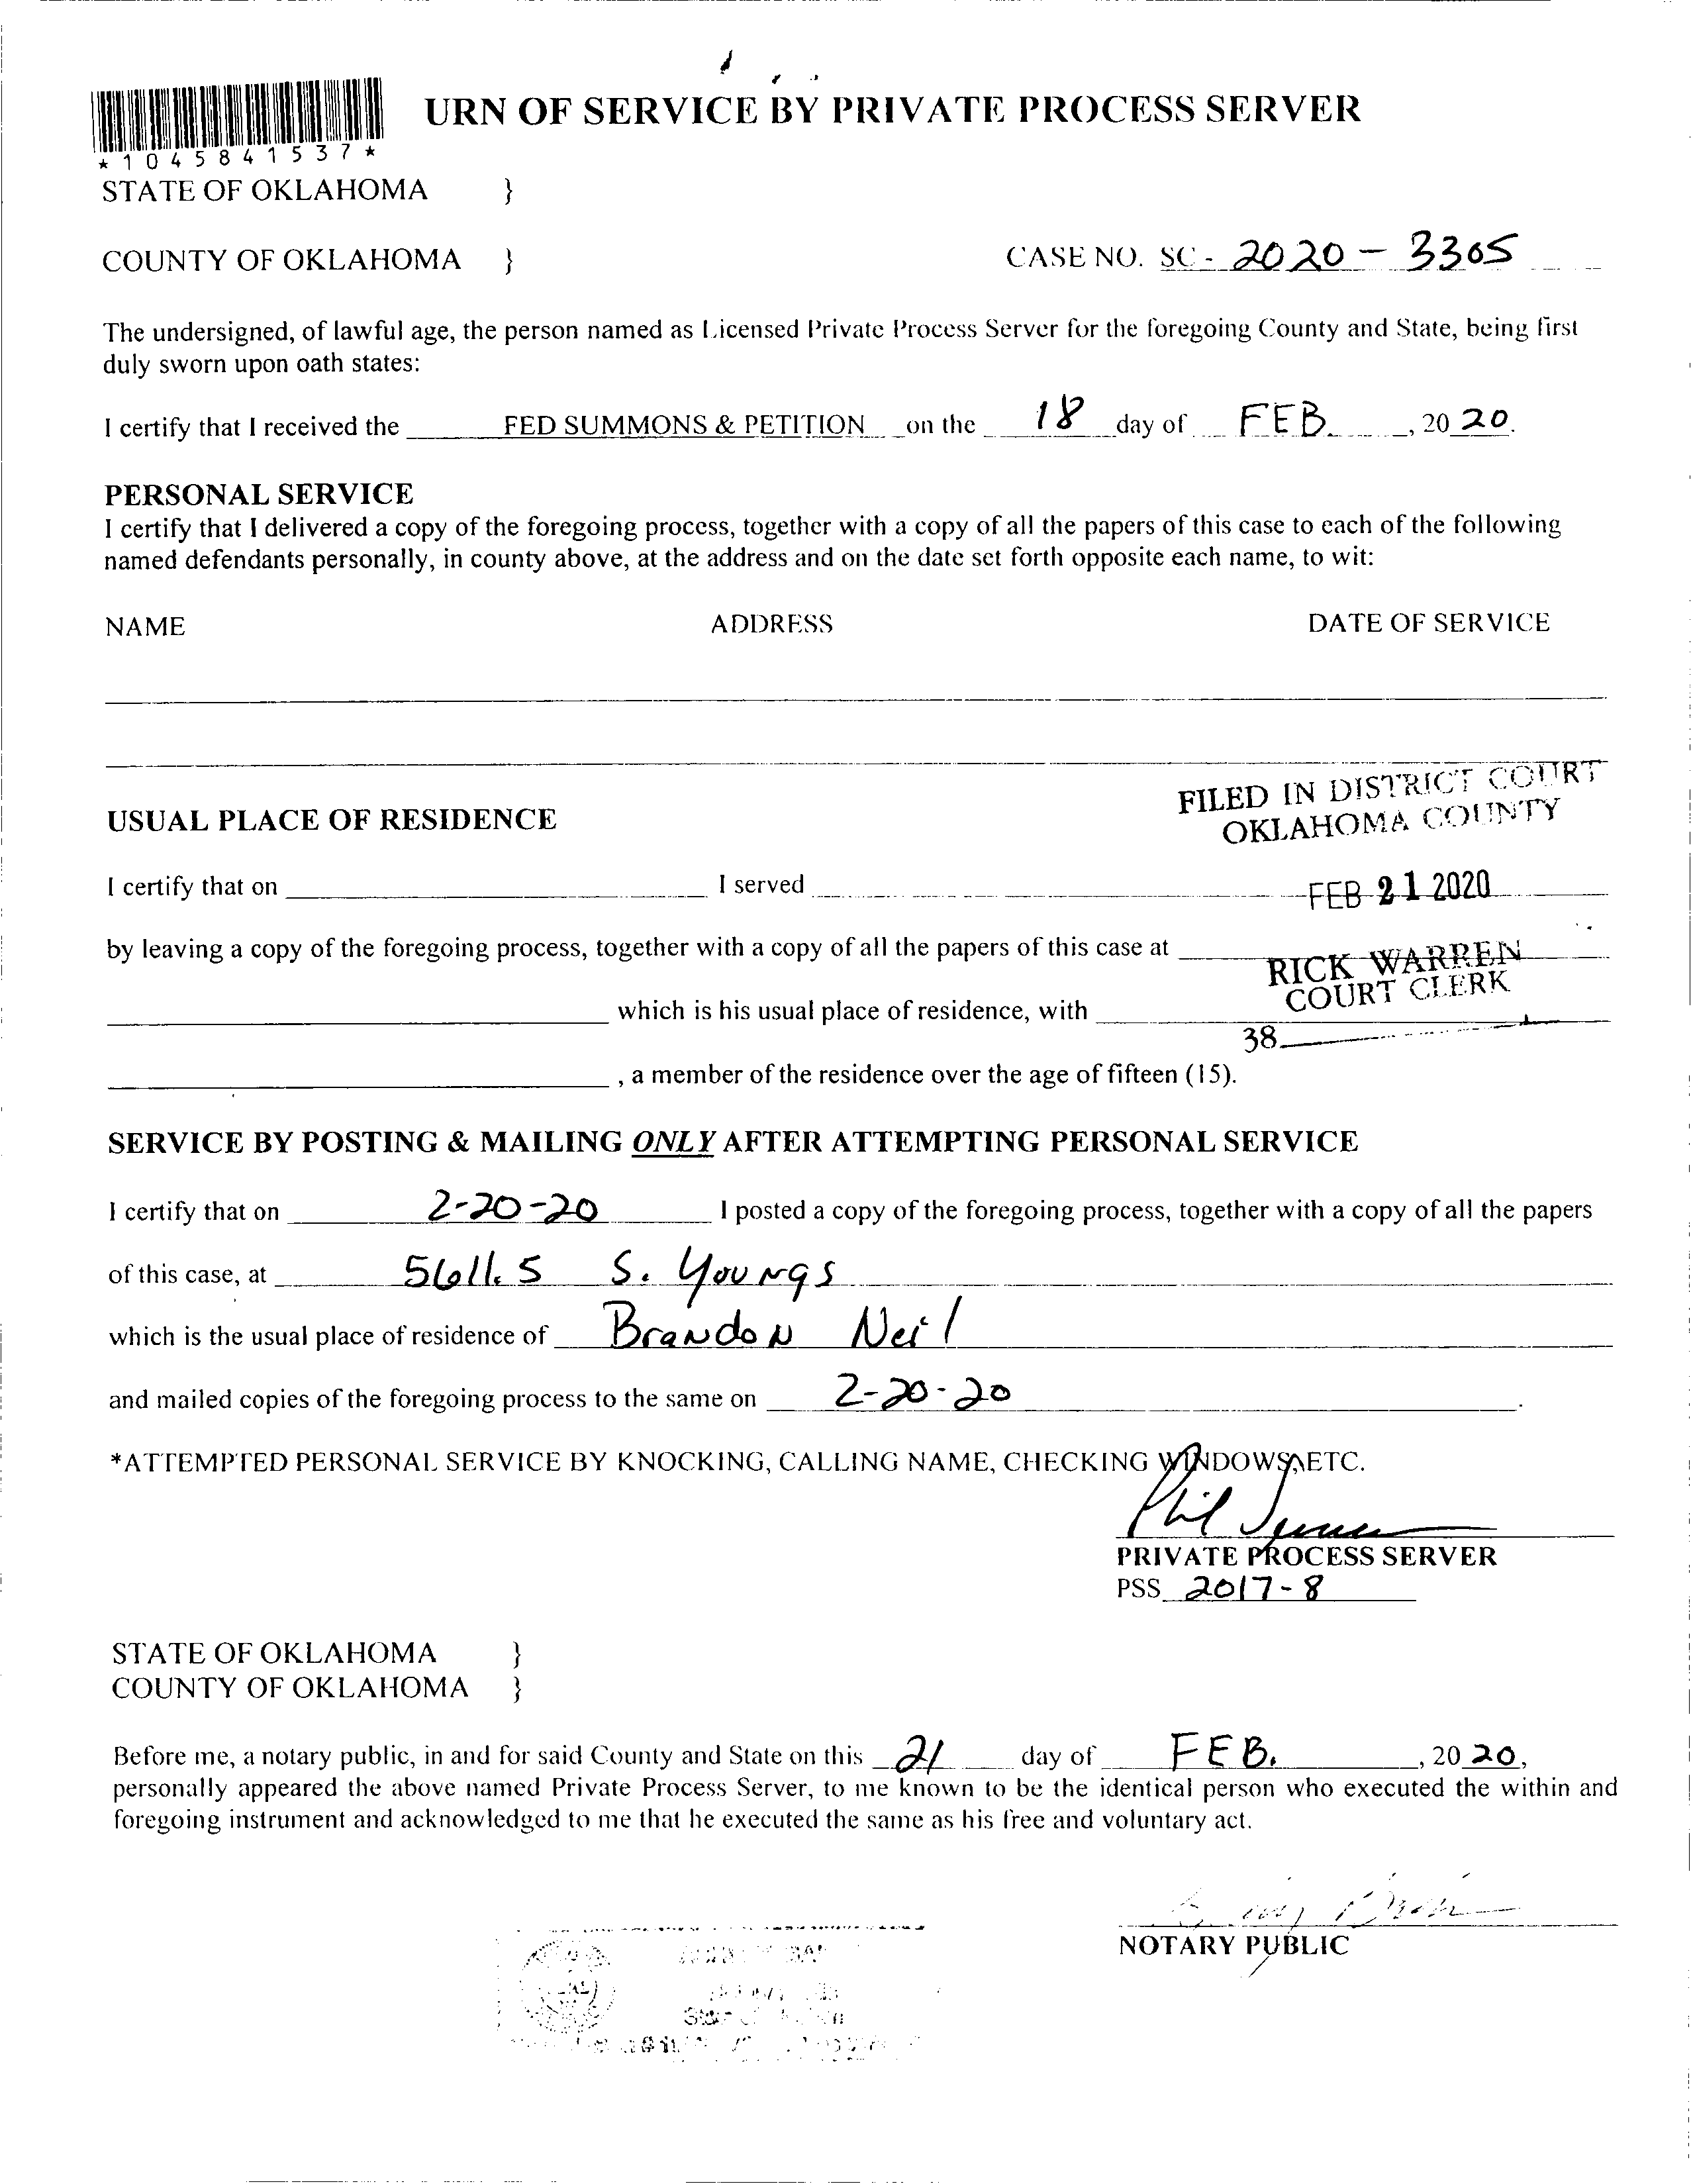 URN OF SERVICE BY PRIVATE PROCESS SERVER
*1045841537*
STATE OF OKLAHOMA }
COUNTY OF OKLAHOMA } CASE NO. SC - 2020 - 3305
The undersigned, of lawful age, the person named as Licensed Private Process Server for the foregoing County and State, being first
duly sworn upon oath states:
I certify that I received the FED SUMMONS & PETITION on the 18 day of FEB. , 20 20.
PERSONAL SERVICE
I certify that I delivered a copy of the foregoing process, together with a copy of all the papers of this case to each of the following
named defendants personally, in county above, at the address and on the date set forth opposite each name, to wit:
NAME ADDRESS DATE OF SERVICE
FILED IN DISTRICT COURT
OKLAHOMA COUNTY
USUAL PLACE OF RESIDENCE
I certify that on I served
FEB 21 2020
by leaving a copy of the foregoing process, together with a copy of all the papers of this case at
RICK WARREN
COURT CLERK
which is his usual place of residence, with
38
, a member of the residence over the age of fifteen (15).
SERVICE BY POSTING & MAILING ONLY AFTER ATTEMPTING PERSONAL SERVICE
I certify that on 2-20-20 I posted a copy of the foregoing process, together with a copy of all the papers
of this case, at 5611.5 S. Youngs
which is the usual place of residence of Brandon Neil
and mailed copies of the foregoing process to the same on 2-20-20 .
*ATTEMPTED PERSONAL SERVICE BY KNOCKING, CALLING NAME, CHECKING WINDOWS, ETC.
Phil
PRIVATE PROCESS SERVER
PSS 2017-8
STATE OF OKLAHOMA }
COUNTY OF OKLAHOMA }
Before me, a notary public, in and for said County and State on this 21 day of FEB. , 20 20,
personally appeared the above named Private Process Server, to me known to be the identical person who executed the within and
foregoing instrument and acknowledged to me that he executed the same as his free and voluntary act.
NOTARY PUBLIC